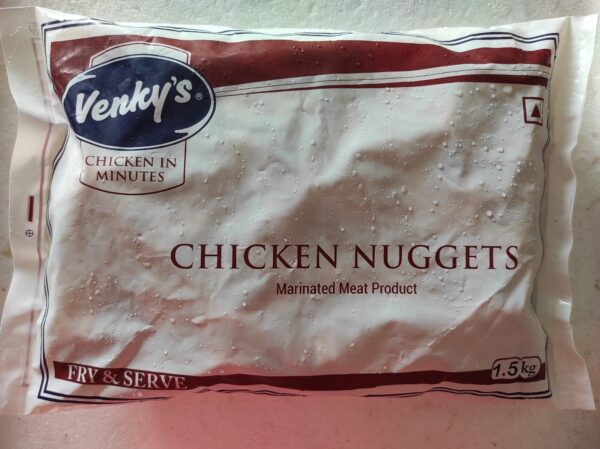 Venky's®
CHICKEN IN
MINUTES
CHICKEN NUGGETS
Marinated Meat Product
FRY & SERVE
1.5kg